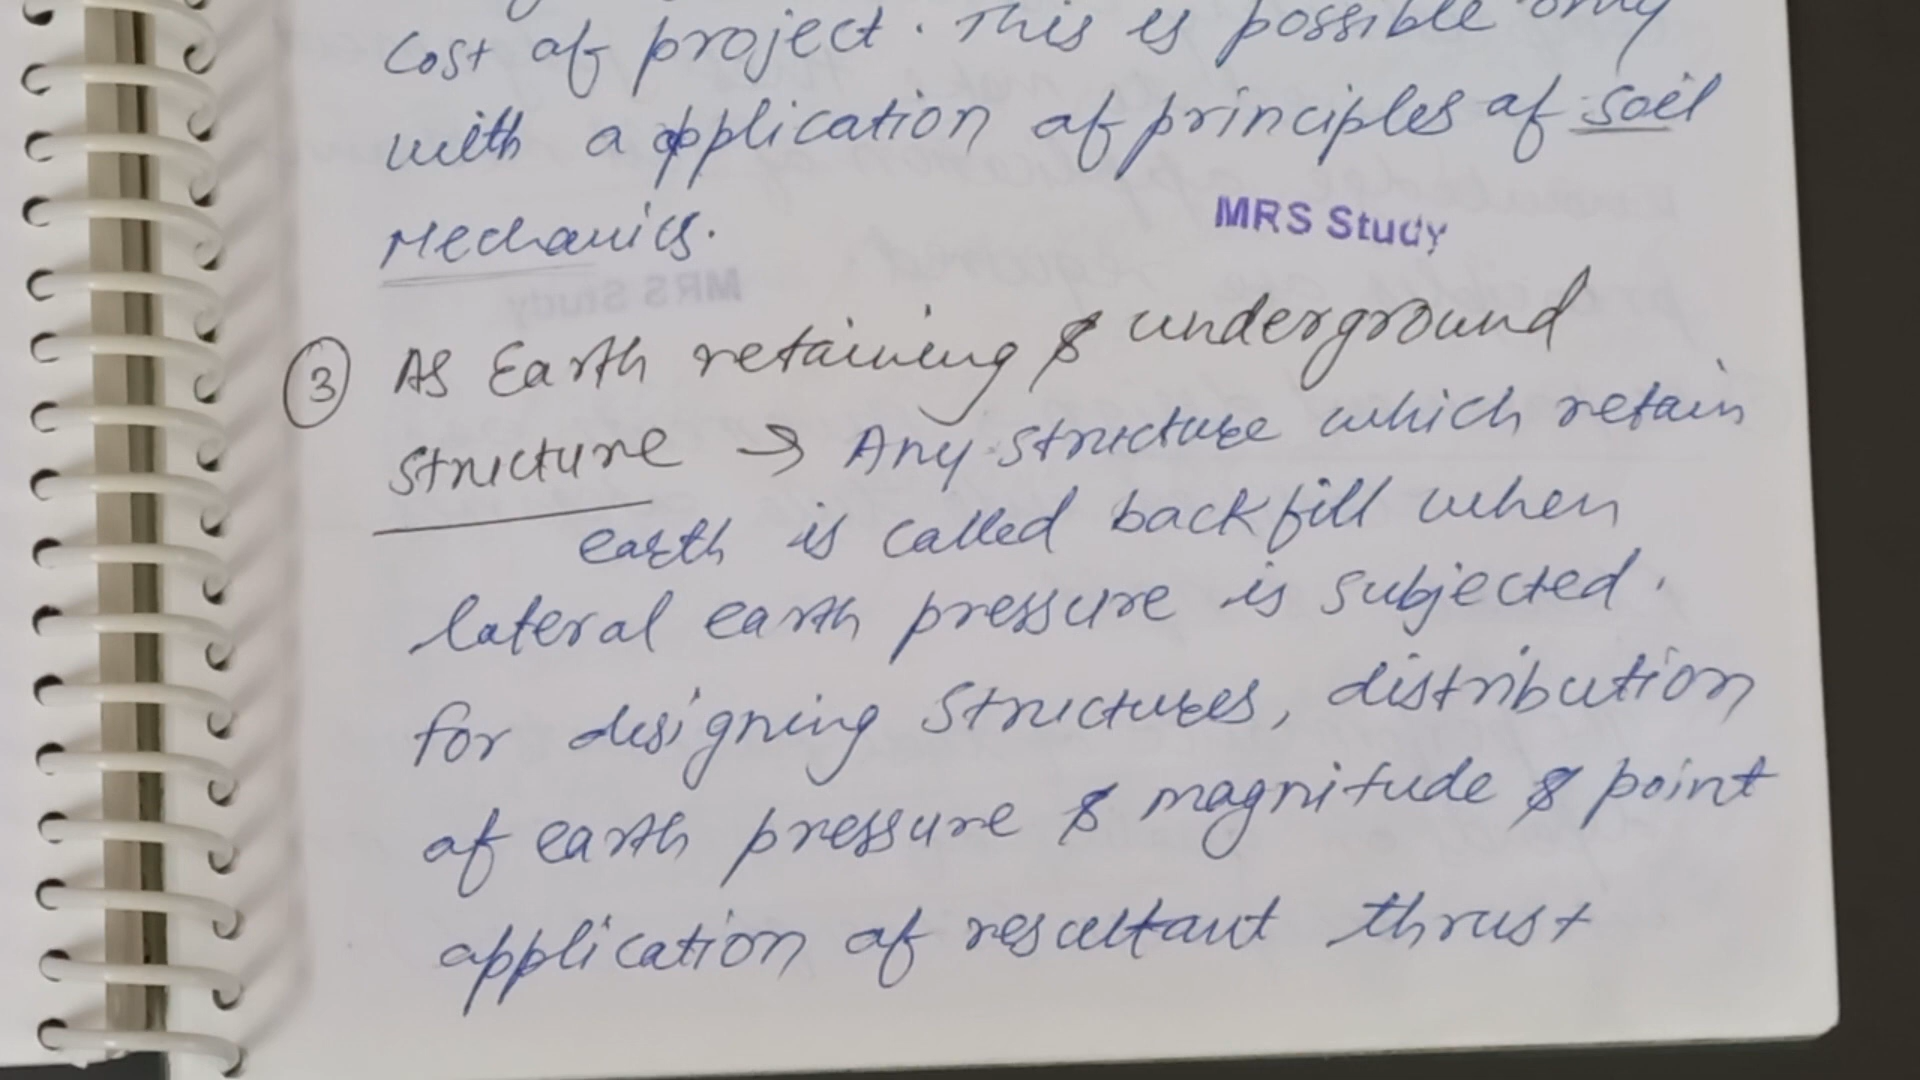 Cost of project. This is possible only
with a application of principles of soil
Mechanics.
MRS Study
MRS Study
③ As Earth retaining & underground
structure → Any structure which retain
earth is called backfill when
lateral earth pressure is subjected.
for designing structures, distribution
of earth pressure & magnitude & point
application of resultant thrust